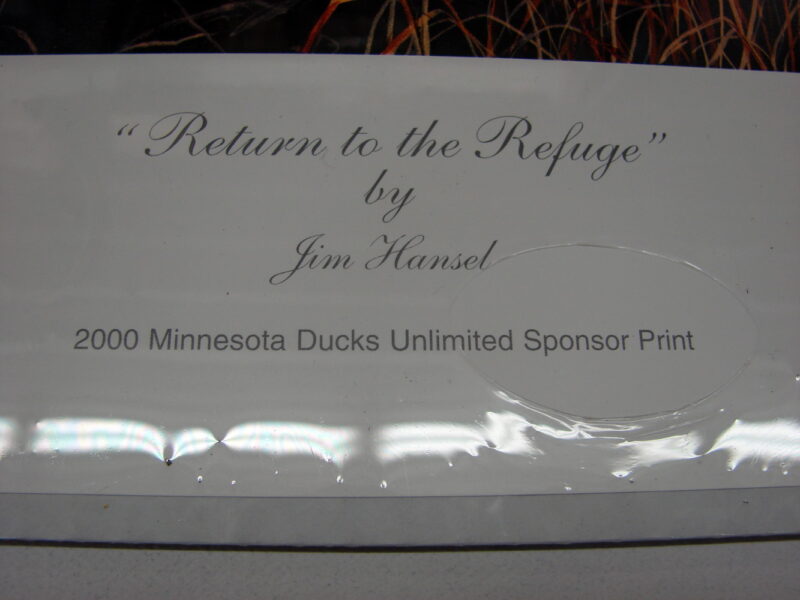 "Return to the Refuge"
by
Jim Hansel
2000 Minnesota Ducks Unlimited Sponsor Print